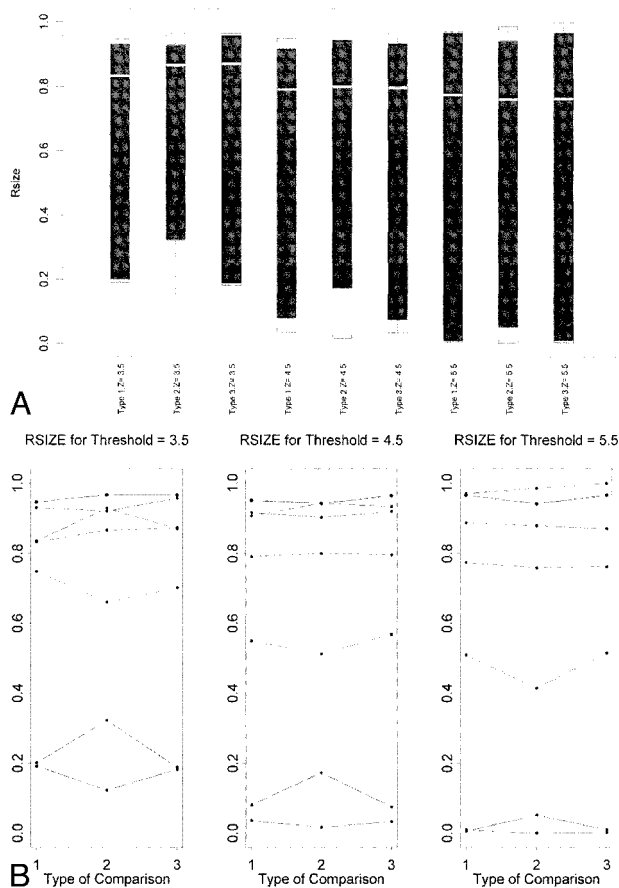 1.0
0.8
0.6
0.4
0.2
0.0
Rsize
Type 1.Z= 3.5
Type 2.Z= 3.5
Type 3.Z= 3.5
Type 1.Z= 4.5
Type 2.Z= 4.5
Type 3.Z= 4.5
Type 1.Z= 5.5
Type 2.Z= 5.5
Type 3.Z= 5.5
A
RSIZE for Threshold = 3.5
RSIZE for Threshold = 4.5
RSIZE for Threshold = 5.5
1.0
0.8
0.6
0.4
0.2
0.0
1.0
0.8
0.6
0.4
0.2
0.0
1.0
0.8
0.6
0.4
0.2
0.0
1 2 3
1 2 3
1 2 3
B
Type of Comparison
Type of Comparison
Type of Comparison